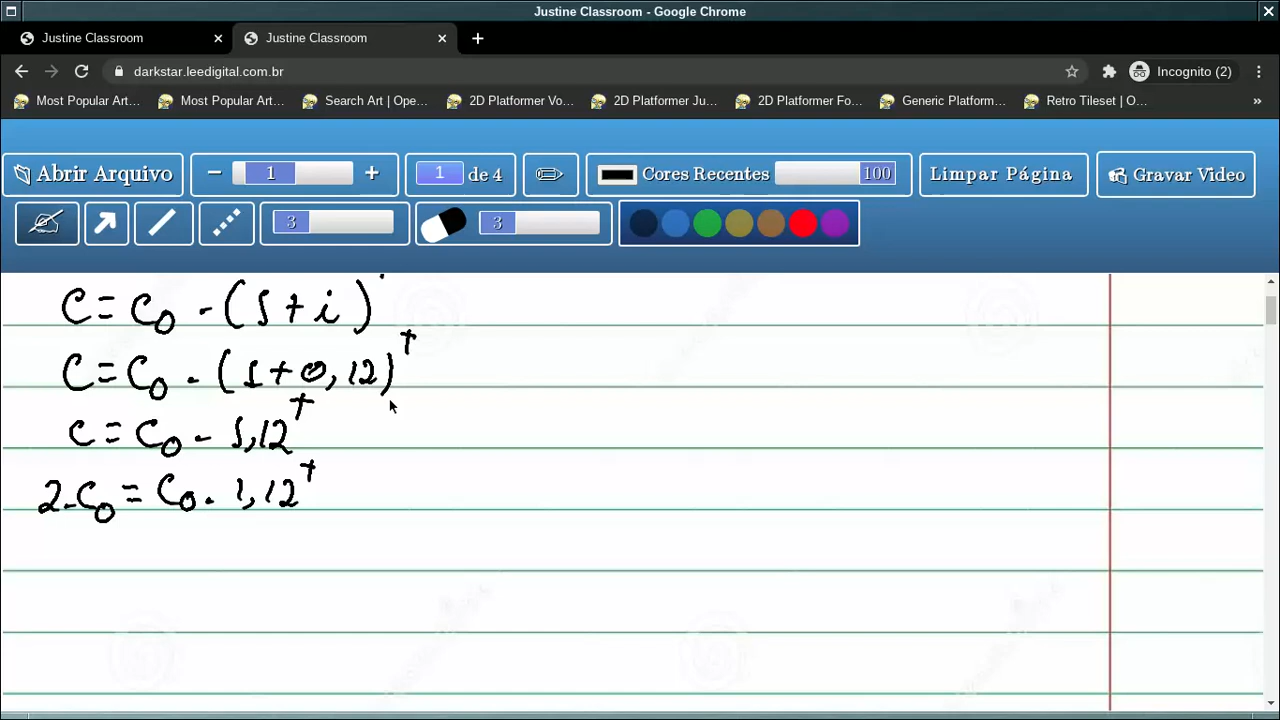 Justine Classroom - Google Chrome
Justine Classroom
Justine Classroom
darkstar.leedigital.com.br
Incognito (2)
Most Popular Art...
Most Popular Art...
Search Art | Ope...
2D Platformer Vo...
2D Platformer Ju...
2D Platformer Fo...
Generic Platform...
Retro Tileset | O...
»
Abrir Arquivo
− 1 +
1 de 4
Cores Recentes
100
Limpar Página
Gravar Video
3
3
C = C₀ · (1 + i)
C = C₀ · (1 + 0,12)ᵗ
C = C₀ · 1,12ᵗ
2·C₀ = C₀ · 1,12ᵗ